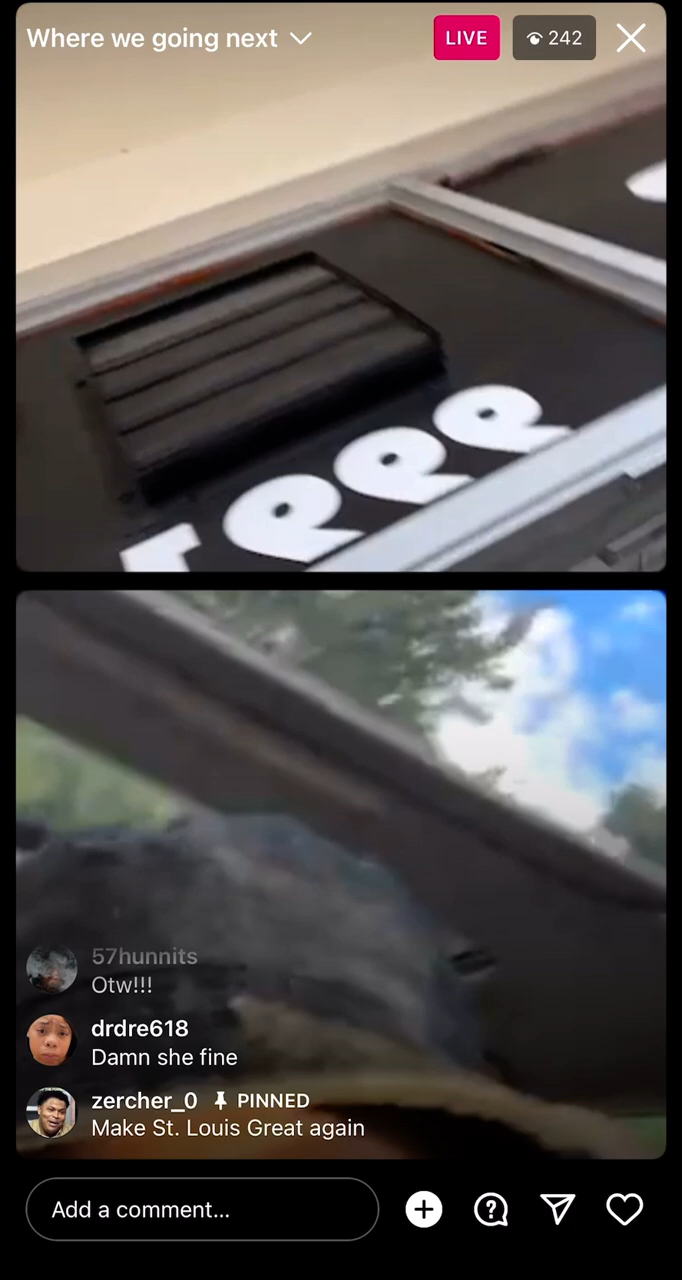 Where we going next
LIVE
242
57hunnits
Otw!!!
drdre618
Damn she fine
zercher_0 PINNED
Make St. Louis Great again
Add a comment...